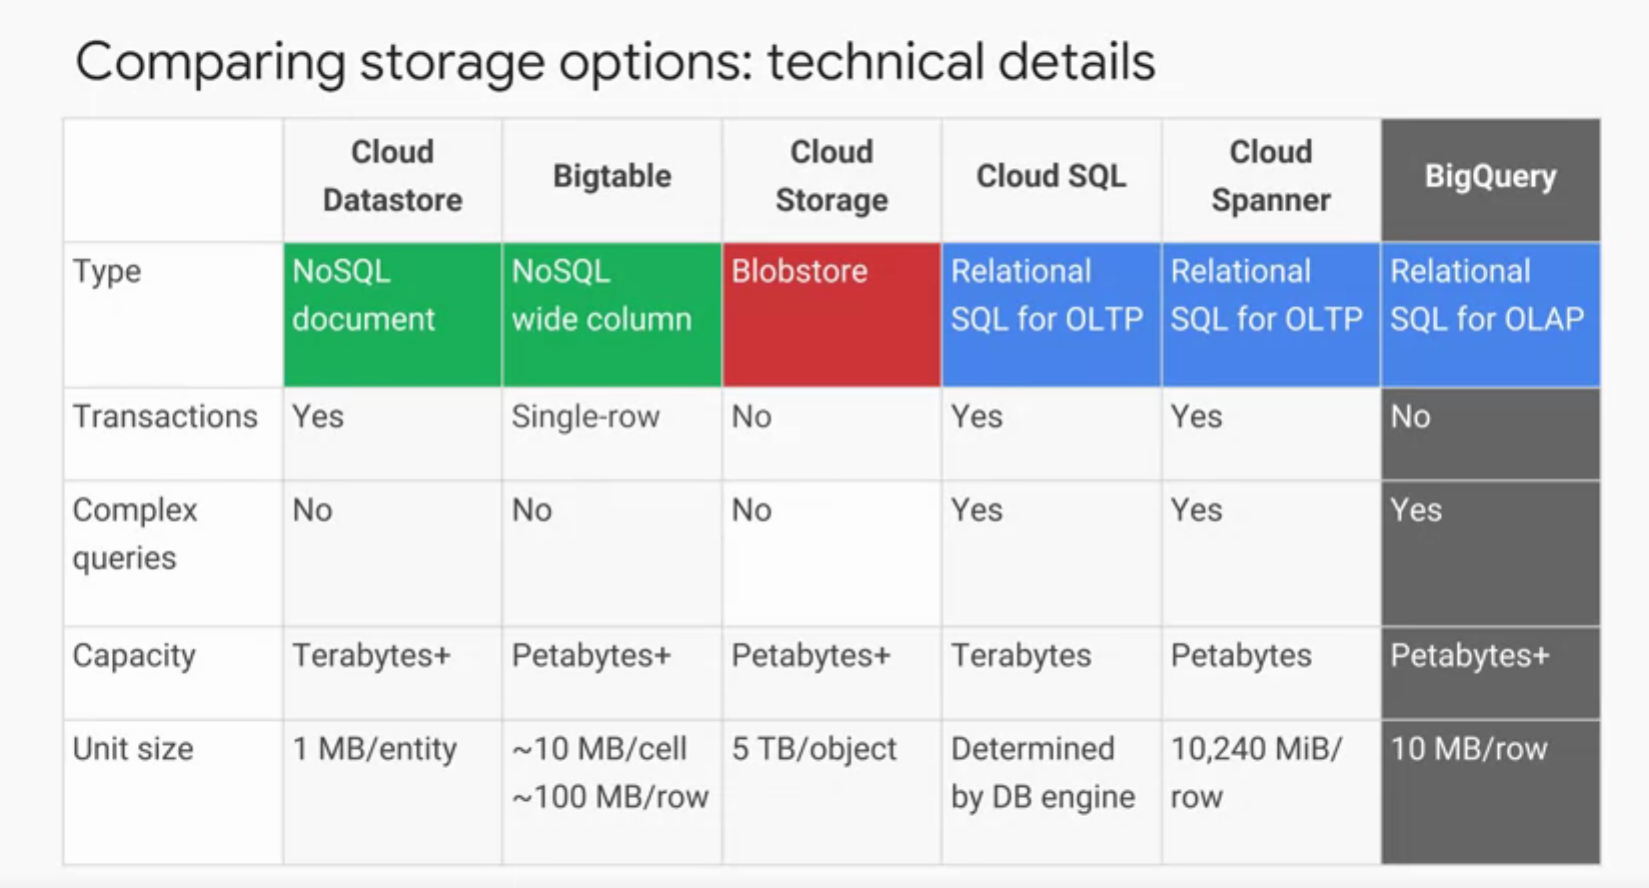 Comparing storage options: technical details
Cloud
Datastore
Bigtable
Cloud
Storage
Cloud SQL
Cloud
Spanner
BigQuery
Type
NoSQL
document
NoSQL
wide column
Blobstore
Relational
SQL for OLTP
Relational
SQL for OLTP
Relational
SQL for OLAP
Transactions
Yes
Single-row
No
Yes
Yes
No
Complex
queries
No
No
No
Yes
Yes
Yes
Capacity
Terabytes+
Petabytes+
Petabytes+
Terabytes
Petabytes
Petabytes+
Unit size
1 MB/entity
~10 MB/cell
~100 MB/row
5 TB/object
Determined
by DB engine
10,240 MiB/
row
10 MB/row